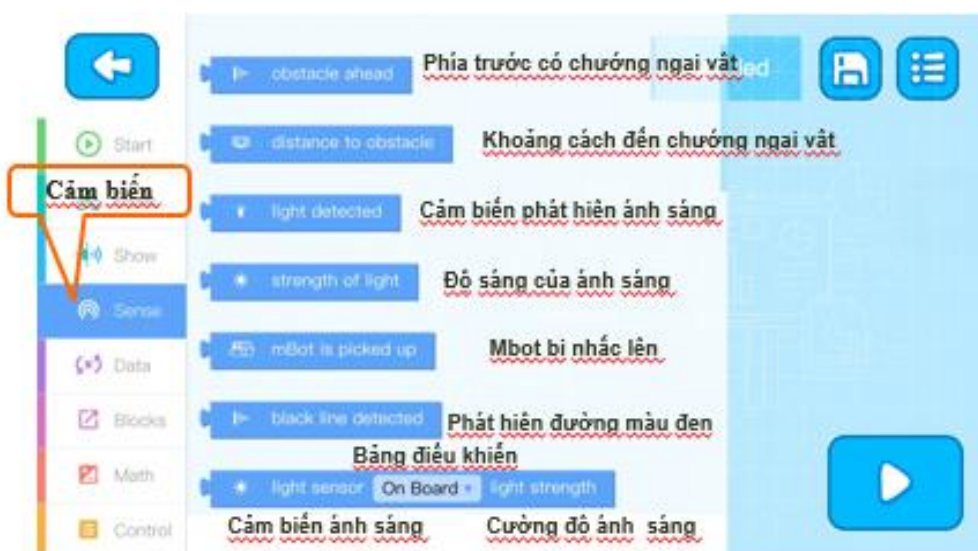 obstacle ahead Phía trước có chướng ngại vật
distance to obstacle Khoảng cách đến chướng ngại vật
Start
Cảm biến
light detected Cảm biến phát hiện ánh sáng
Show
strength of light Độ sáng của ánh sáng
Sense
mBot is picked up Mbot bị nhấc lên
Data
black line detected Phát hiện đường màu đen
Blocks
Bảng điều khiển
Math
light sensor On Board light strength
Cảm biến ánh sáng Cường độ ánh sáng
Control